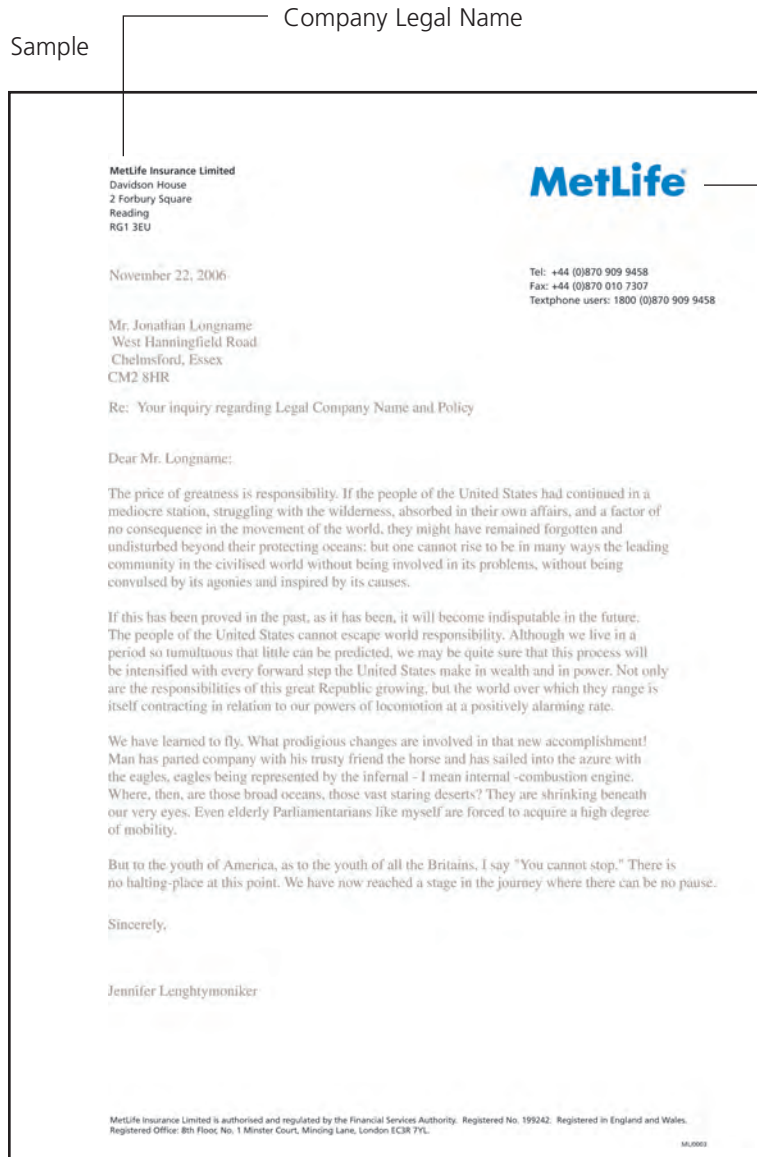 Company Legal Name
Sample
MetLife Insurance Limited
Davidson House
2 Forbury Square
Reading
RG1 3EU
MetLife®
Tel: +44 (0)870 909 9458
Fax: +44 (0)870 010 7307
Textphone users: 1800 (0)870 909 9458
November 22, 2006
Mr. Jonathan Longname
West Hanningfield Road
Chelmsford, Essex
CM2 8HR
Re: Your inquiry regarding Legal Company Name and Policy
Dear Mr. Longname:
The price of greatness is responsibility. If the people of the United States had continued in a
mediocre station, struggling with the wilderness, absorbed in their own affairs, and a factor of
no consequence in the movement of the world, they might have remained forgotten and
undisturbed beyond their protecting oceans: but one cannot rise to be in many ways the leading
community in the civilised world without being involved in its problems, without being
convulsed by its agonies and inspired by its causes.
If this has been proved in the past, as it has been, it will become indisputable in the future.
The people of the United States cannot escape world responsibility. Although we live in a
period so tumultuous that little can be predicted, we may be quite sure that this process will
be intensified with every forward step the United States make in wealth and in power. Not only
are the responsibilities of this great Republic growing, but the world over which they range is
itself contracting in relation to our powers of locomotion at a positively alarming rate.
We have learned to fly. What prodigious changes are involved in that new accomplishment!
Man has parted company with his trusty friend the horse and has sailed into the azure with
the eagles, eagles being represented by the infernal - I mean internal -combustion engine.
Where, then, are those broad oceans, those vast staring deserts? They are shrinking beneath
our very eyes. Even elderly Parliamentarians like myself are forced to acquire a high degree
of mobility.
But to the youth of America, as to the youth of all the Britains, I say "You cannot stop." There is
no halting-place at this point. We have now reached a stage in the journey where there can be no pause.
Sincerely,
Jennifer Lenghtymoniker
MetLife Insurance Limited is authorised and regulated by the Financial Services Authority. Registered No. 199242. Registered in England and Wales.
Registered Office: 8th Floor, No. 1 Minster Court, Mincing Lane, London EC3R 7YL.
MLI0003